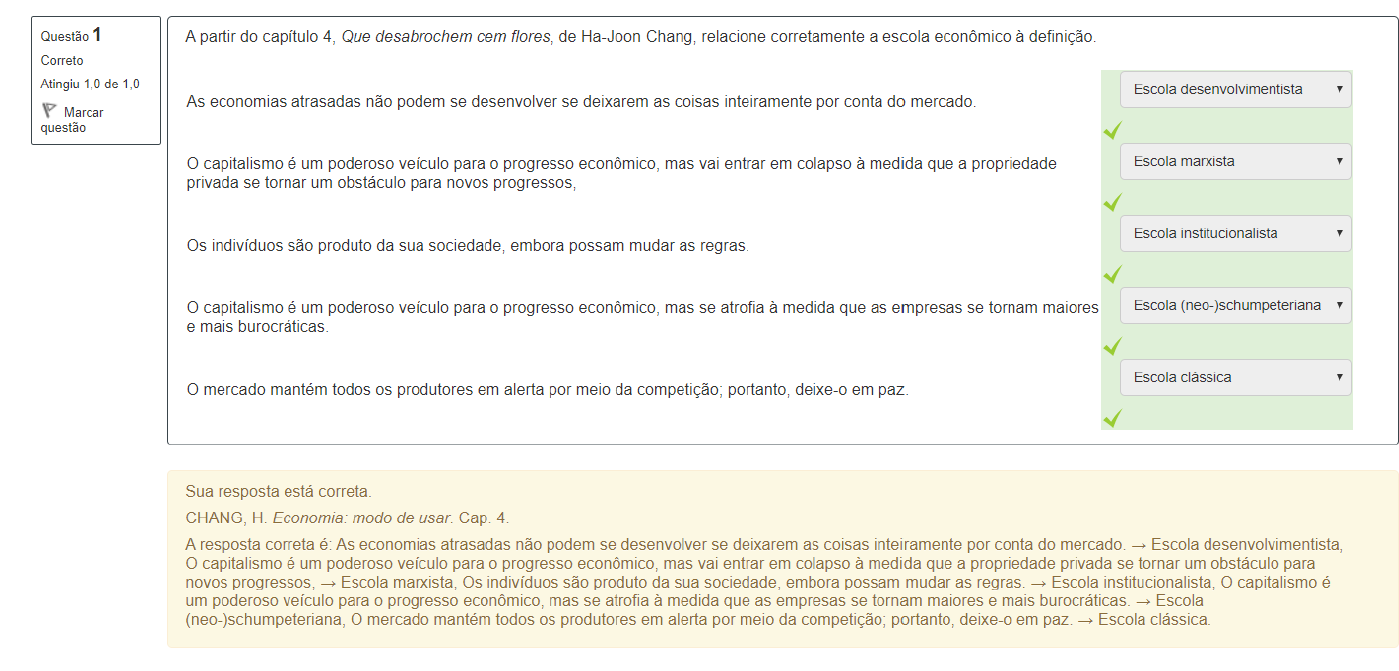 Questão 1
Correto
Atingiu 1,0 de 1,0
Marcar
questão
A partir do capítulo 4, Que desabrochem cem flores, de Ha-Joon Chang, relacione corretamente a escola econômico à definição.
As economias atrasadas não podem se desenvolver se deixarem as coisas inteiramente por conta do mercado.
Escola desenvolvimentista
O capitalismo é um poderoso veículo para o progresso econômico, mas vai entrar em colapso à medida que a propriedade
privada se tornar um obstáculo para novos progressos,
Escola marxista
Os indivíduos são produto da sua sociedade, embora possam mudar as regras.
Escola institucionalista
O capitalismo é um poderoso veículo para o progresso econômico, mas se atrofia à medida que as empresas se tornam maiores
e mais burocráticas.
Escola (neo-)schumpeteriana
O mercado mantém todos os produtores em alerta por meio da competição; portanto, deixe-o em paz.
Escola clássica
Sua resposta está correta.
CHANG, H. Economia: modo de usar. Cap. 4.
A resposta correta é: As economias atrasadas não podem se desenvolver se deixarem as coisas inteiramente por conta do mercado. → Escola desenvolvimentista,
O capitalismo é um poderoso veículo para o progresso econômico, mas vai entrar em colapso à medida que a propriedade privada se tornar um obstáculo para
novos progressos, → Escola marxista, Os indivíduos são produto da sua sociedade, embora possam mudar as regras. → Escola institucionalista, O capitalismo é
um poderoso veículo para o progresso econômico, mas se atrofia à medida que as empresas se tornam maiores e mais burocráticas. → Escola
(neo-)schumpeteriana, O mercado mantém todos os produtores em alerta por meio da competição; portanto, deixe-o em paz. → Escola clássica.